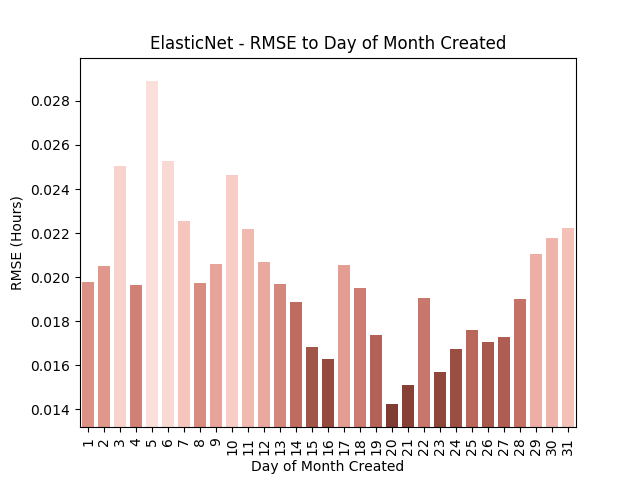 ElasticNet - RMSE to Day of Month Created
RMSE (Hours)
0.028
0.026
0.024
0.022
0.020
0.018
0.016
0.014
1 2 3 4 5 6 7 8 9 10 11 12 13 14 15 16 17 18 19 20 21 22 23 24 25 26 27 28 29 30 31
Day of Month Created